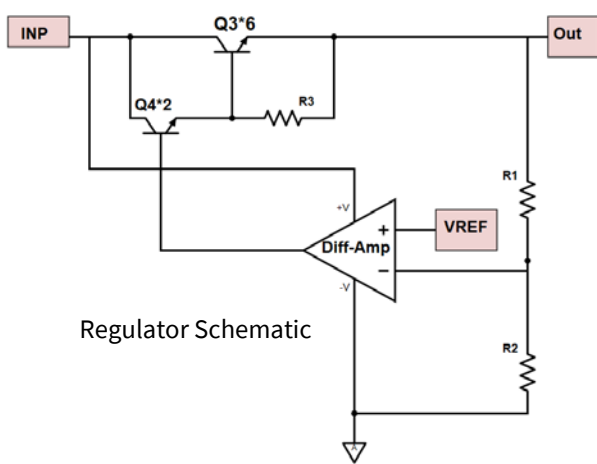 Q3*6
INP
Out
Q4*2
R3
R1
+V
+
VREF
Diff-Amp
−
-V
Regulator Schematic
R2
A